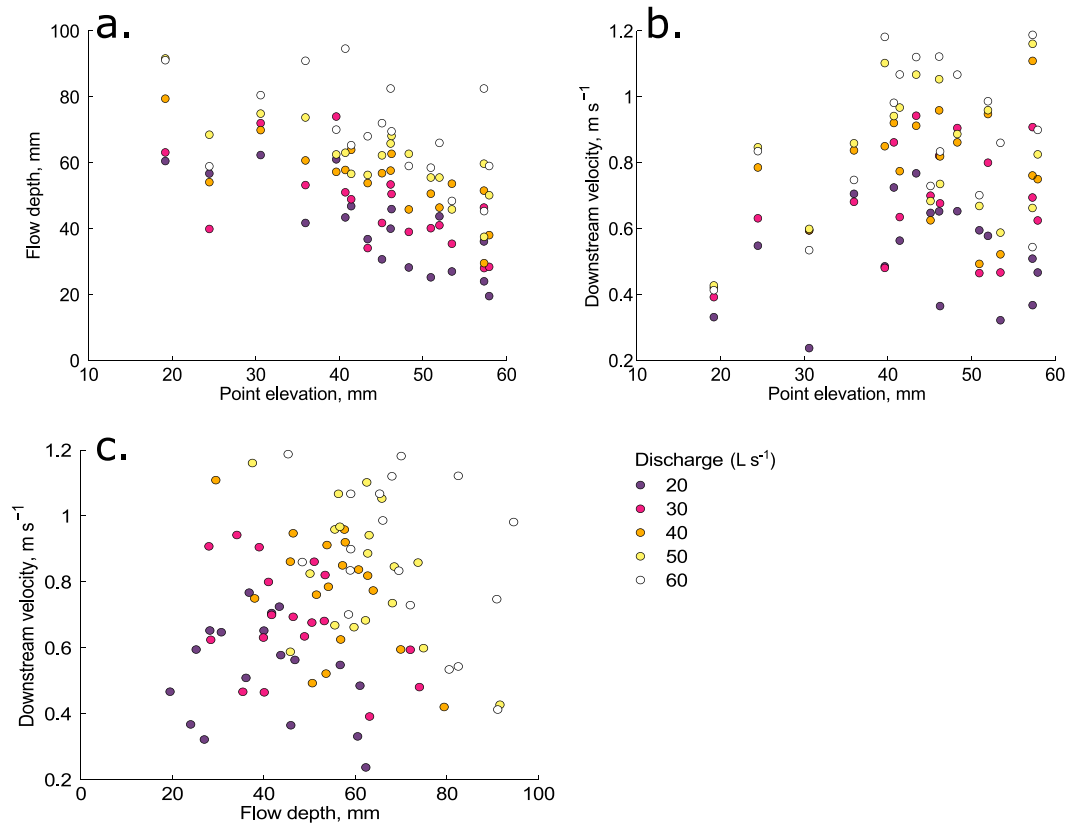 a.
100
80
60
40
20
0
Flow depth, mm
10 20 30 40 50 60
Point elevation, mm
b.
1.2
1
0.8
0.6
0.4
0.2
Downstream velocity, m s⁻¹
10 20 30 40 50 60
Point elevation, mm
c.
1.2
1
0.8
0.6
0.4
0.2
Downstream velocity, m s⁻¹
0 20 40 60 80 100
Flow depth, mm
Discharge (L s⁻¹)
20
30
40
50
60